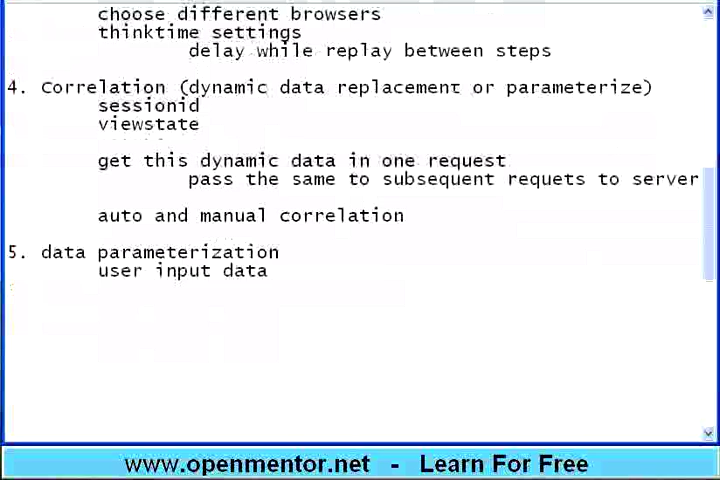 choose different browsers
thinktime settings
delay while replay between steps
4. Correlation (dynamic data replacement or parameterize)
sessionid
viewstate
get this dynamic data in one request
pass the same to subsequent requets to server
auto and manual correlation
5. data parameterization
user input data
www.openmentor.net - Learn For Free